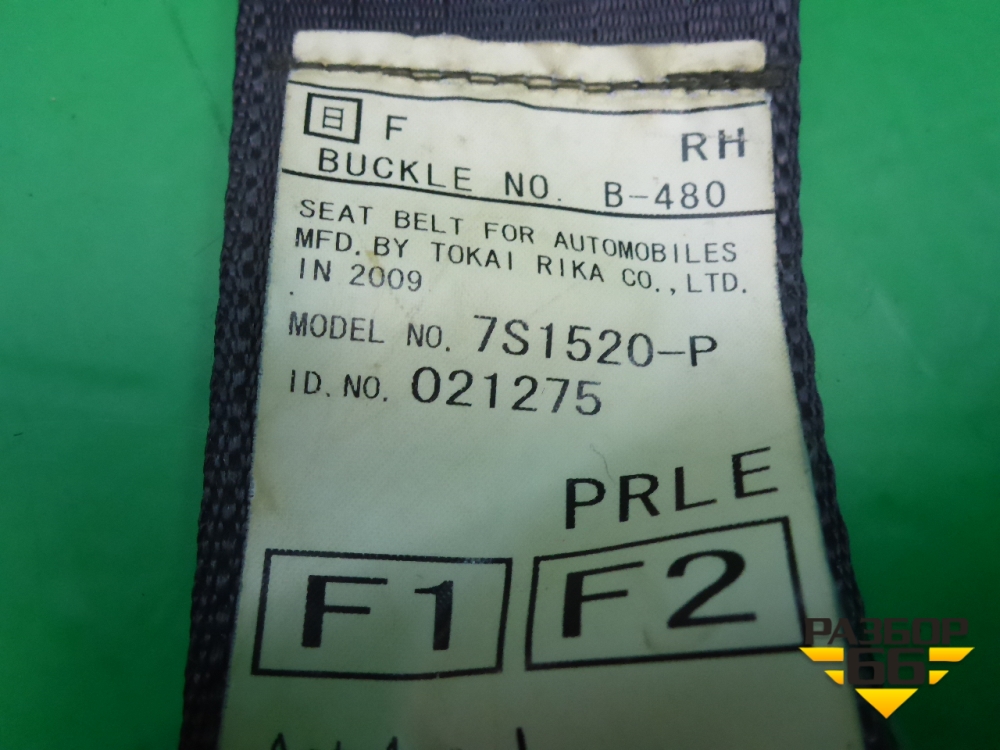 日 F RH
BUCKLE NO. B-480
SEAT BELT FOR AUTOMOBILES
MFD. BY TOKAI RIKA CO., LTD.
IN 2009
MODEL NO. 7S1520-P
ID. NO. 021275
PRLE
F1 F2
РАЗБОР
66